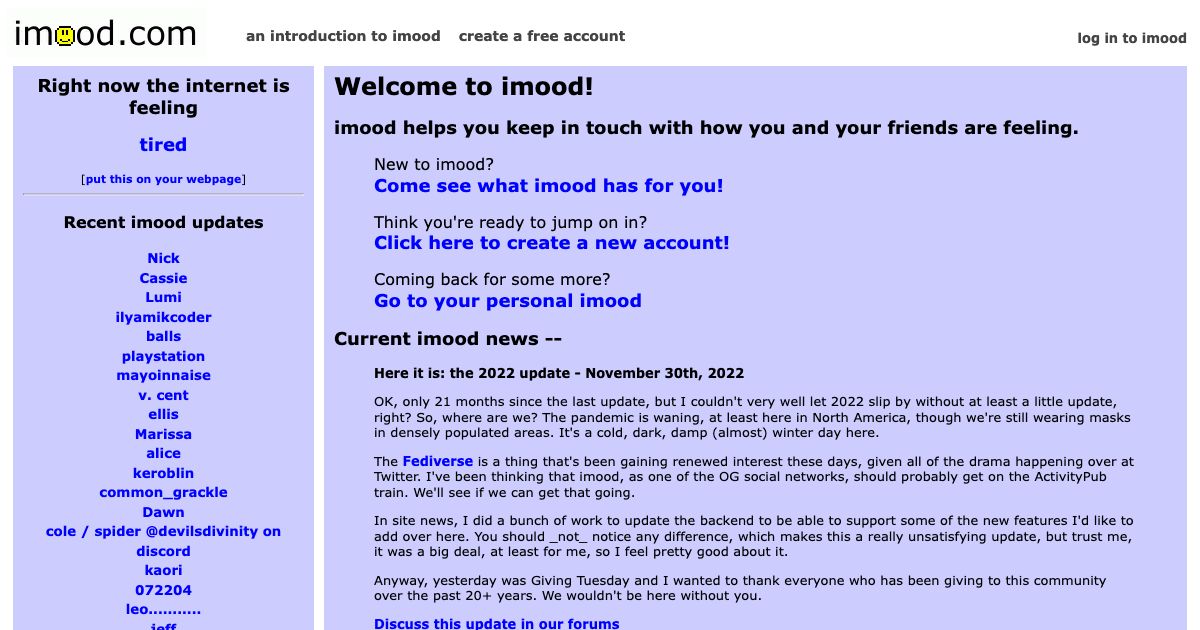 imood.com
an introduction to imood
create a free account
log in to imood
Right now the internet is
feeling
tired
[put this on your webpage]
Recent imood updates
Nick
Cassie
Lumi
ilyamikcoder
balls
playstation
mayoinnaise
v. cent
ellis
Marissa
alice
keroblin
common_grackle
Dawn
cole / spider @devilsdivinity on
discord
kaori
072204
leo...........
jeff
Welcome to imood!
imood helps you keep in touch with how you and your friends are feeling.
New to imood?
Come see what imood has for you!
Think you're ready to jump on in?
Click here to create a new account!
Coming back for some more?
Go to your personal imood
Current imood news --
Here it is: the 2022 update - November 30th, 2022
OK, only 21 months since the last update, but I couldn't very well let 2022 slip by without at least a little update,
right? So, where are we? The pandemic is waning, at least here in North America, though we're still wearing masks
in densely populated areas. It's a cold, dark, damp (almost) winter day here.
The Fediverse is a thing that's been gaining renewed interest these days, given all of the drama happening over at
Twitter. I've been thinking that imood, as one of the OG social networks, should probably get on the ActivityPub
train. We'll see if we can get that going.
In site news, I did a bunch of work to update the backend to be able to support some of the new features I'd like to
add over here. You should _not_ notice any difference, which makes this a really unsatisfying update, but trust me,
it was a big deal, at least for me, so I feel pretty good about it.
Anyway, yesterday was Giving Tuesday and I wanted to thank everyone who has been giving to this community
over the past 20+ years. We wouldn't be here without you.
Discuss this update in our forums